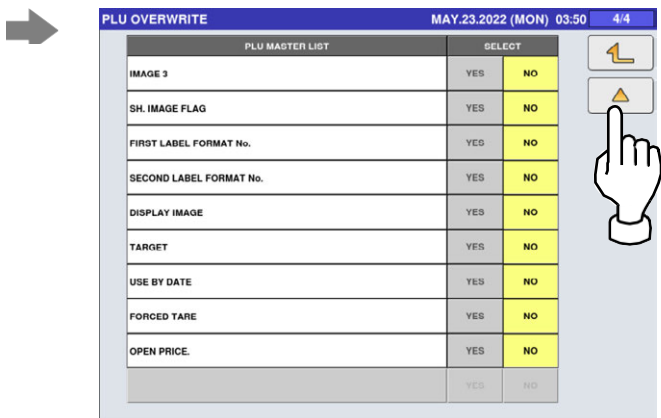 PLU OVERWRITE MAY.23.2022 (MON) 03:50 4/4
PLU MASTER LIST SELECT
IMAGE 3 YES NO
SH. IMAGE FLAG YES NO
FIRST LABEL FORMAT No. YES NO
SECOND LABEL FORMAT No. YES NO
DISPLAY IMAGE YES NO
TARGET YES NO
USE BY DATE YES NO
FORCED TARE YES NO
OPEN PRICE. YES NO
YES NO